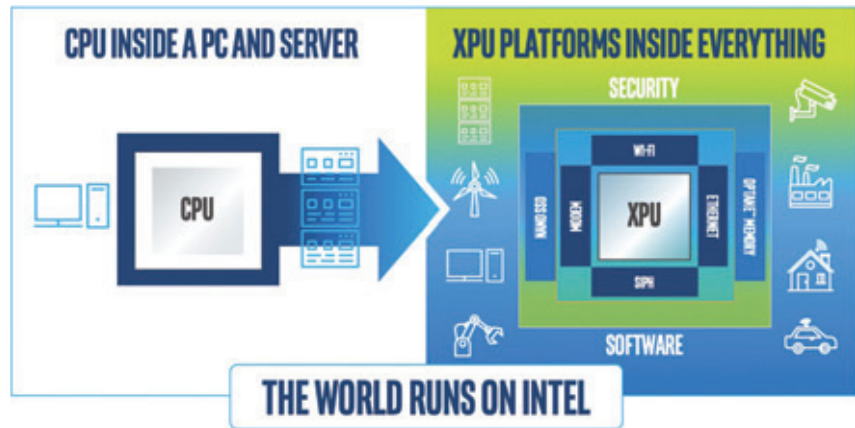 CPU INSIDE A PC AND SERVER
CPU
XPU PLATFORMS INSIDE EVERYTHING
SECURITY
WI-FI
NAND SSD
MODEM
XPU
ETHERNET
OPTANE™ MEMORY
SIPH
SOFTWARE
THE WORLD RUNS ON INTEL